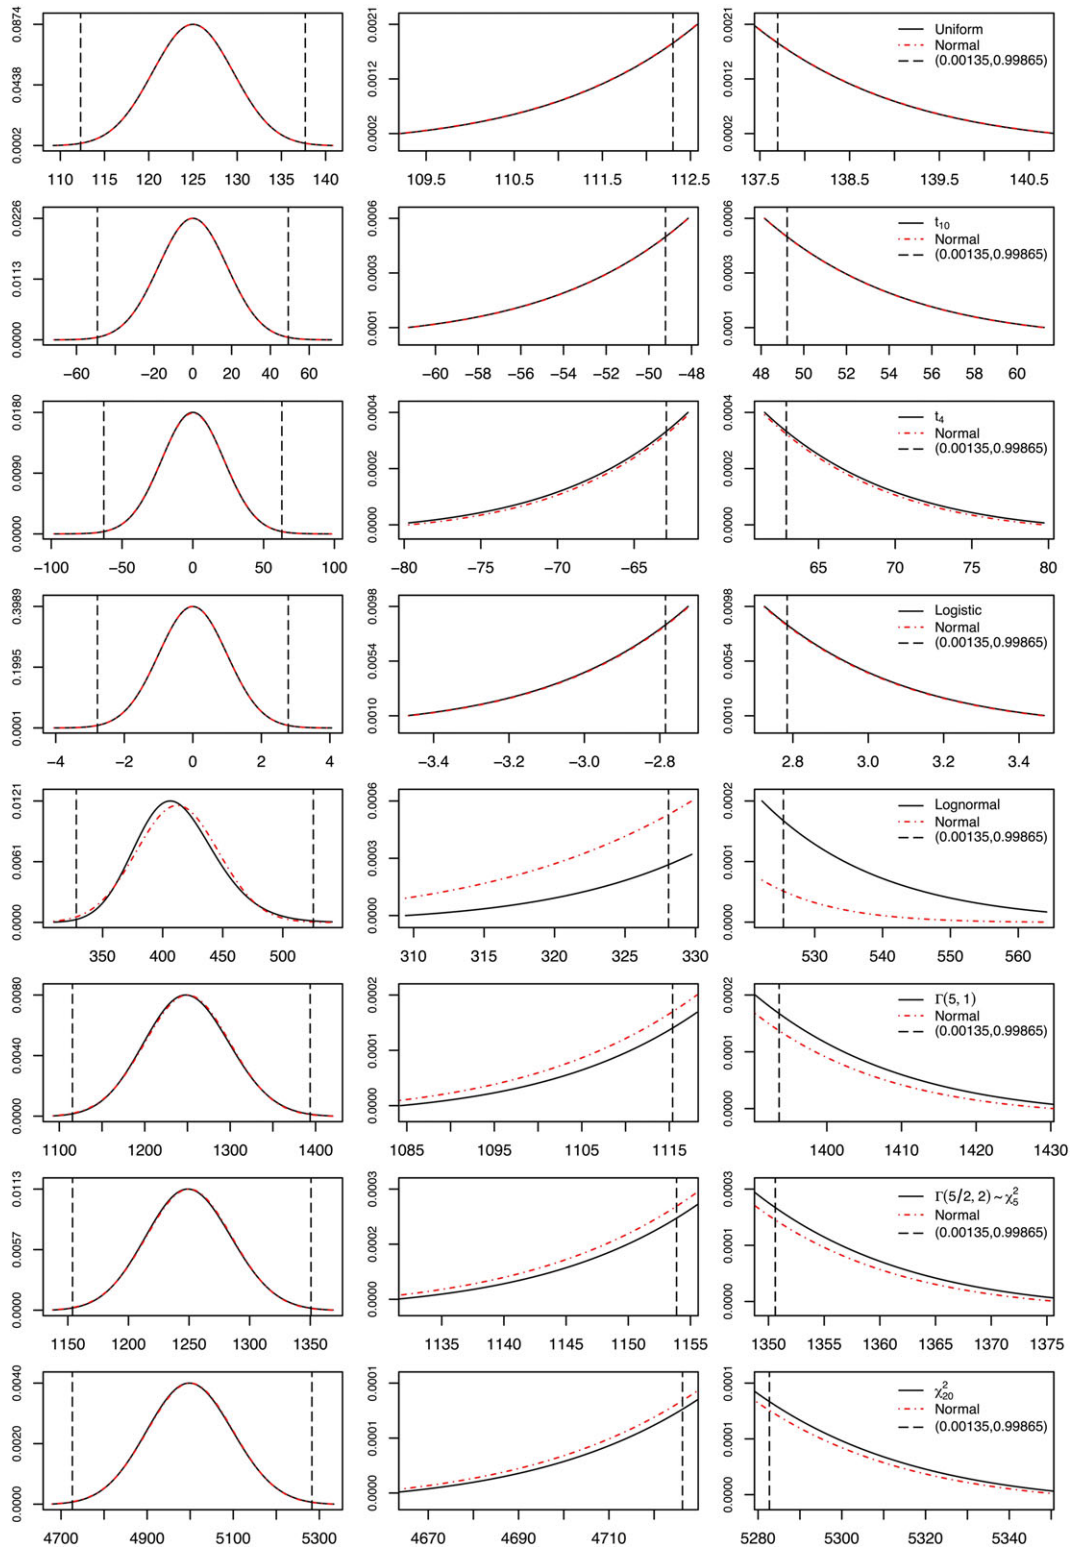 0.0874
0.0438
0.0002
110 115 120 125 130 135 140
0.0021
0.0012
0.0002
109.5 110.5 111.5 112.5
0.0021
0.0012
0.0002
Uniform
Normal
(0.00135,0.99865)
137.5 138.5 139.5 140.5
0.0226
0.0113
0.0000
−60 −20 0 20 40 60
0.0006
0.0003
0.0001
−60 −58 −56 −54 −52 −50 −48
0.0006
0.0003
0.0001
t10
Normal
(0.00135,0.99865)
48 50 52 54 56 58 60
0.0180
0.0090
0.0000
−100 −50 0 50 100
0.0004
0.0002
0.0000
−80 −75 −70 −65
0.0004
0.0002
0.0000
t4
Normal
(0.00135,0.99865)
65 70 75 80
0.3989
0.1995
0.0001
−4 −2 0 2 4
0.0098
0.0054
0.0010
−3.4 −3.2 −3.0 −2.8
0.0098
0.0054
0.0010
Logistic
Normal
(0.00135,0.99865)
2.8 3.0 3.2 3.4
0.0121
0.0061
0.0000
350 400 450 500
0.0006
0.0003
0.0000
310 315 320 325 330
0.0002
0.0001
0.0000
Lognormal
Normal
(0.00135,0.99865)
530 540 550 560
0.0080
0.0040
0.0000
1100 1200 1300 1400
0.0002
0.0001
0.0000
1085 1095 1105 1115
0.0002
0.0001
0.0000
Γ(5, 1)
Normal
(0.00135,0.99865)
1400 1410 1420 1430
0.0113
0.0057
0.0000
1150 1200 1250 1300 1350
0.0003
0.0002
0.0000
1135 1140 1145 1150 1155
0.0003
0.0001
0.0000
Γ(5/2, 2) ~ χ²5
Normal
(0.00135,0.99865)
1350 1355 1360 1365 1370 1375
0.0040
0.0020
0.0000
4700 4900 5100 5300
0.0001
0.0001
0.0000
4670 4690 4710
0.0001
0.0001
0.0000
χ²20
Normal
(0.00135,0.99865)
5280 5300 5320 5340